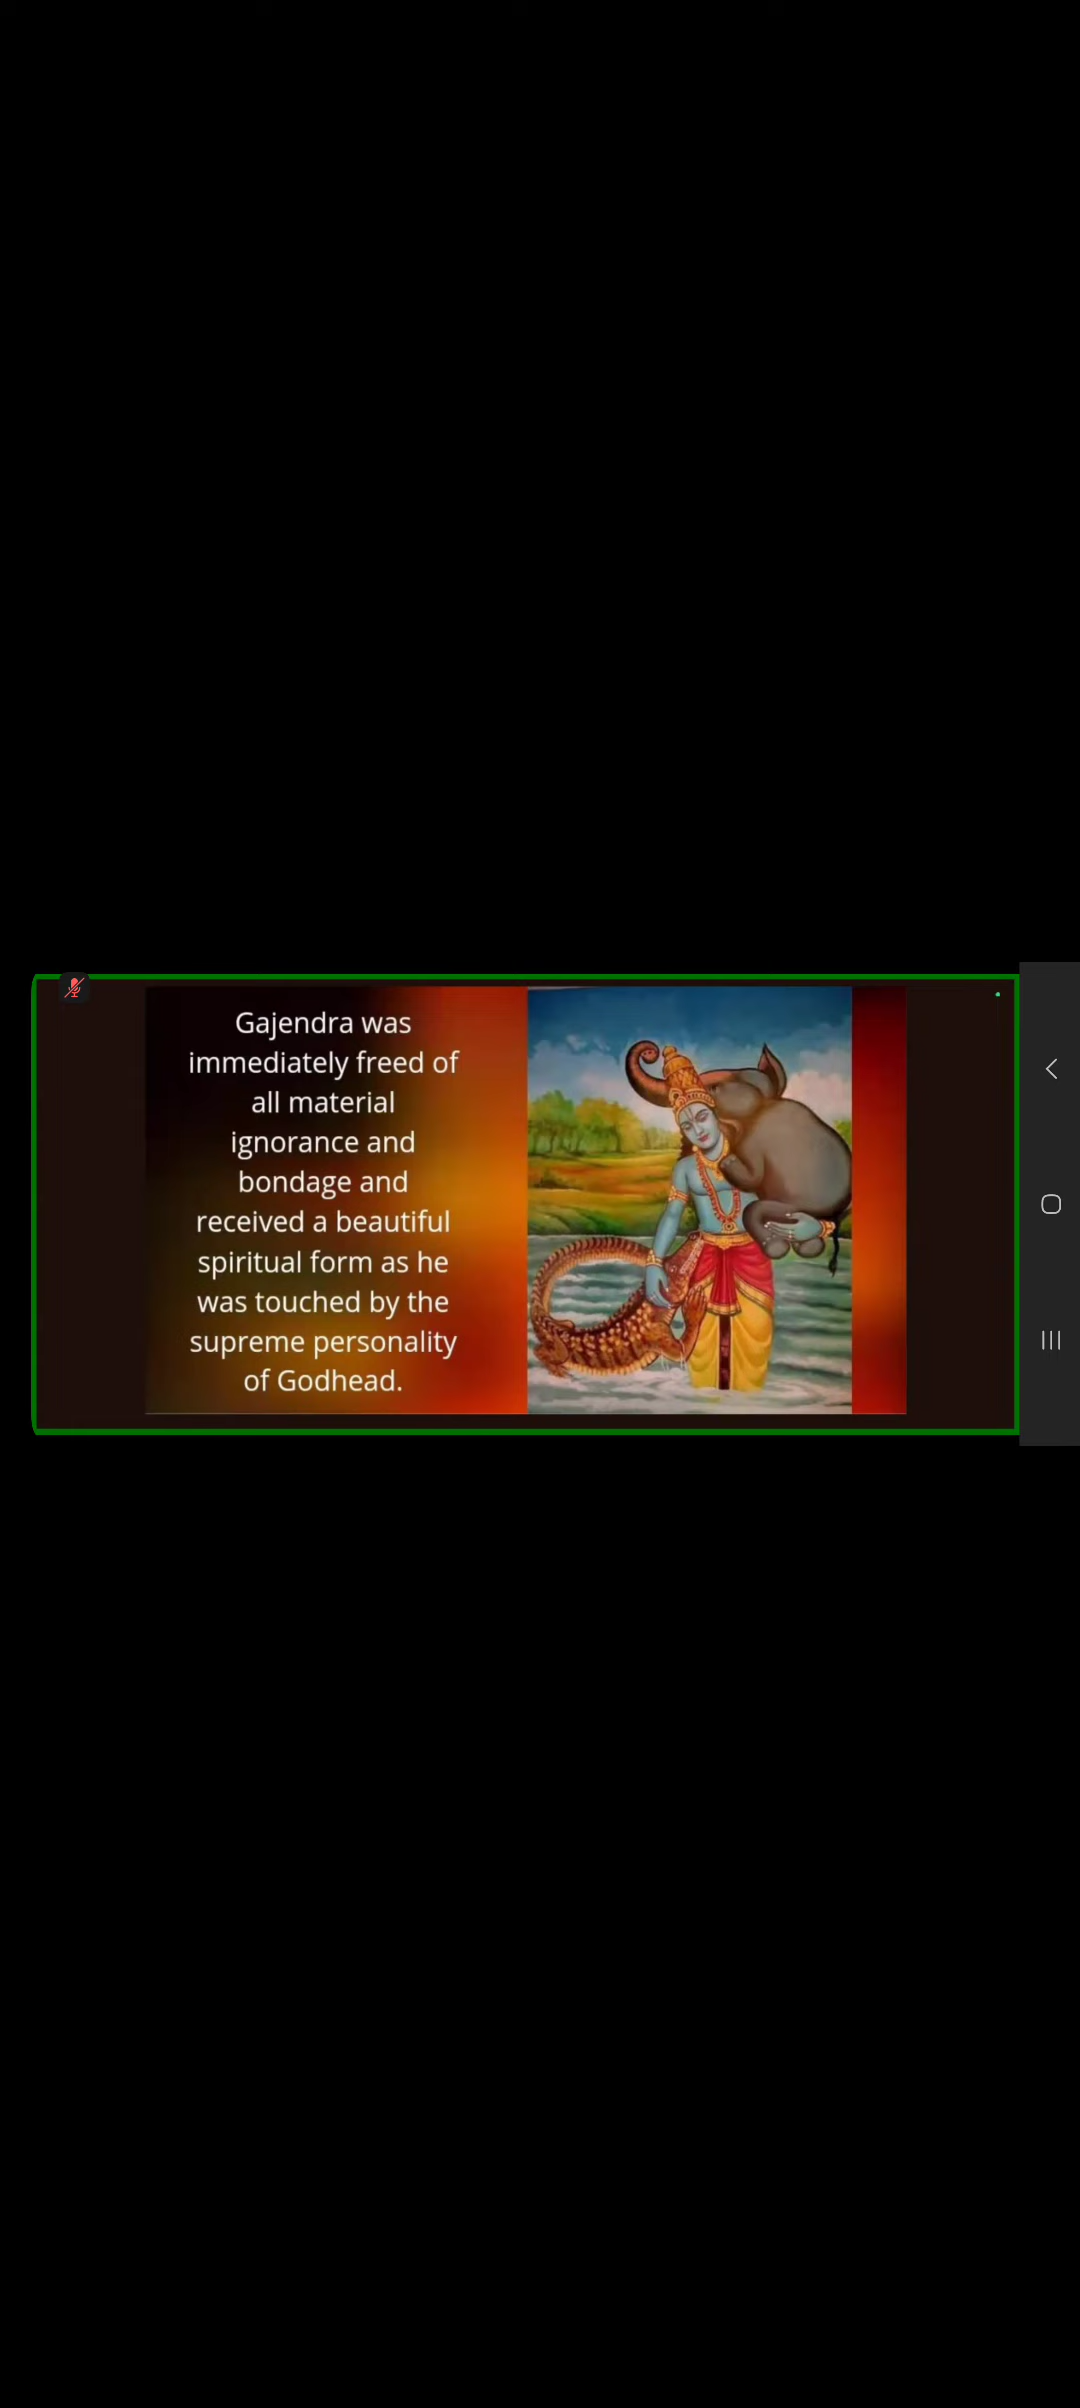 Gajendra was
immediately freed of
all material
ignorance and
bondage and
received a beautiful
spiritual form as he
was touched by the
supreme personality
of Godhead.